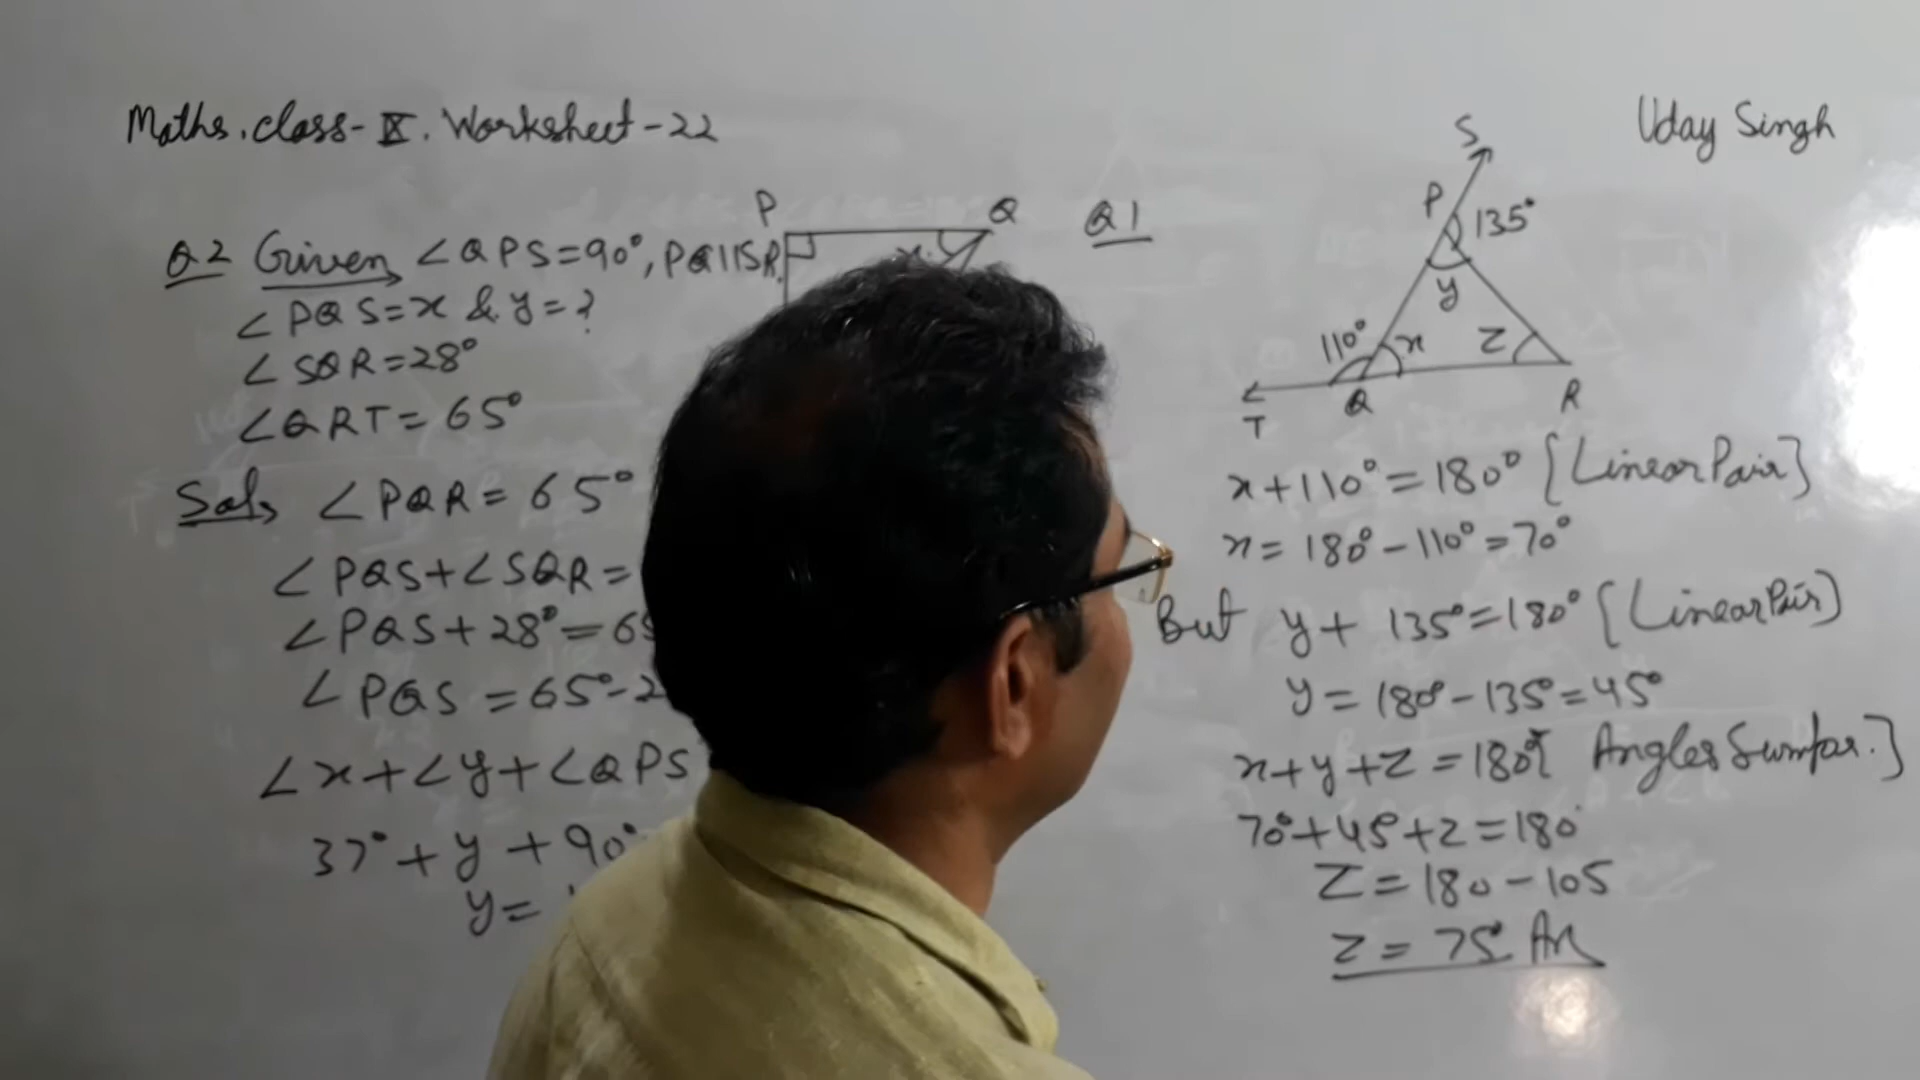 Maths. class-IX. Worksheet-22
Uday Singh
Q2 Given, ∠QPS=90°, PQ||SR.
∠PQS=x & y=?
∠SQR=28°
∠QRT=65°
Sol, ∠PQR=65°
∠PQS+∠SQR=
∠PQS+28°=65
∠PQS=65°-2
∠x+∠y+∠QPS
37°+y+90°
y=
P
Q
x
Q1
S
P
135°
y
110°
x
Z
T
Q
R
x+110°=180° {Linear Pair}
x=180°-110°=70°
But y+135°=180° {Linear Pair}
y=180°-135°=45°
x+y+z=180 { Angles Sum
70°+45+z=180°
Z=180-105
z=75°